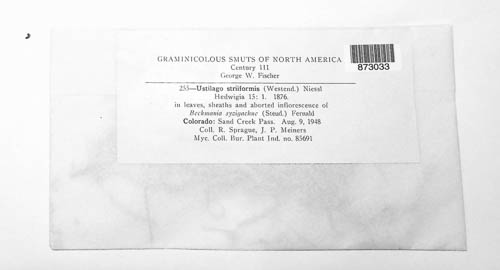 GRAMINICOLOUS SMUTS OF NORTH AMERICA
Century III
George W. Fischer
873033
253—Ustilago striiformis (Westend.) Niessl
Hedwigia 15: 1. 1876.
in leaves, sheaths and aborted inflorescence of
Beckmania syzigachne (Steud.) Fernald
Colorado: Sand Creek Pass. Aug. 9, 1948
Coll. R. Sprague, J. P. Meiners
Myc. Coll. Bur. Plant Ind. no. 85691